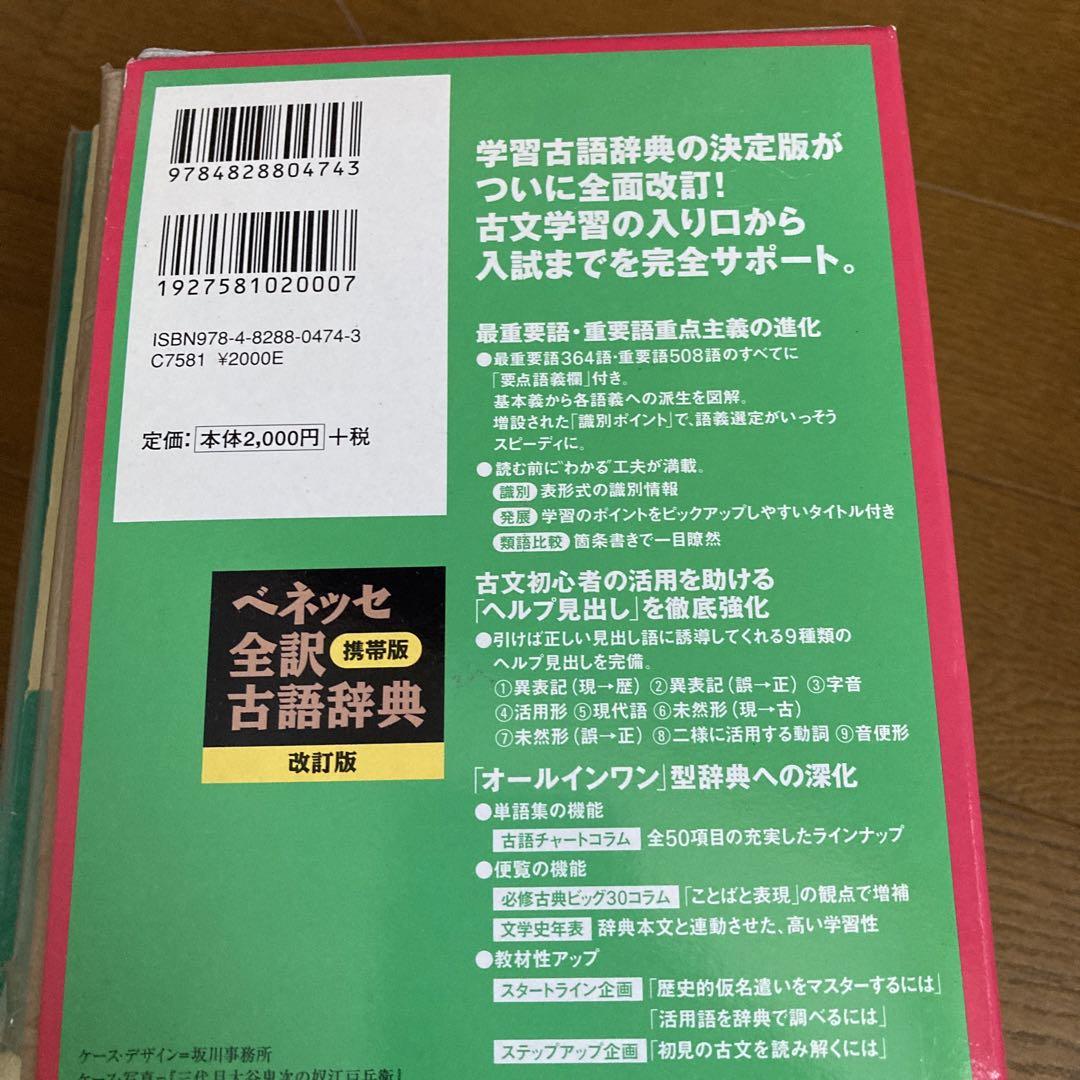 9784828804743
1927581020007
ISBN978-4-8288-0474-3
C7581 ¥2000E
定価：本体2,000円＋税
学習古語辞典の決定版が
ついに全面改訂！
古文学習の入り口から
入試までを完全サポート。
最重要語・重要語重点主義の進化
●最重要語364語・重要語508語のすべてに
「要点語義欄」付き。
基本義から各語義への派生を図解。
増設された「識別ポイント」で、語義選定がいっそう
スピーディに。
●読む前に“わかる”工夫が満載。
識別 表形式の識別情報
発展 学習のポイントをピックアップしやすいタイトル付き
類語比較 箇条書きで一目瞭然
古文初心者の活用を助ける
「ヘルプ見出し」を徹底強化
●引けば正しい見出し語に誘導してくれる9種類の
ヘルプ見出しを完備。
①異表記（現→歴）②異表記（誤→正）③字音
④活用形 ⑤現代語 ⑥未然形（現→古）
⑦未然形（誤→正）⑧二様に活用する動詞 ⑨音便形
「オールインワン」型辞典への深化
●単語集の機能
古語チャートコラム 全50項目の充実したラインナップ
●便覧の機能
必修古典ビッグ30コラム 「ことばと表現」の観点で増補
文学史年表 辞典本文と連動させた、高い学習性
●教材性アップ
スタートライン企画 「歴史的仮名遣いをマスターするには」
「活用語を辞典で調べるには」
ステップアップ企画 「初見の古文を読み解くには」
ベネッセ
全訳 携帯版
古語辞典
改訂版
ケース・デザイン＝坂川事務所
ケース・写真＝『三代目大谷鬼次の奴江戸兵衛』